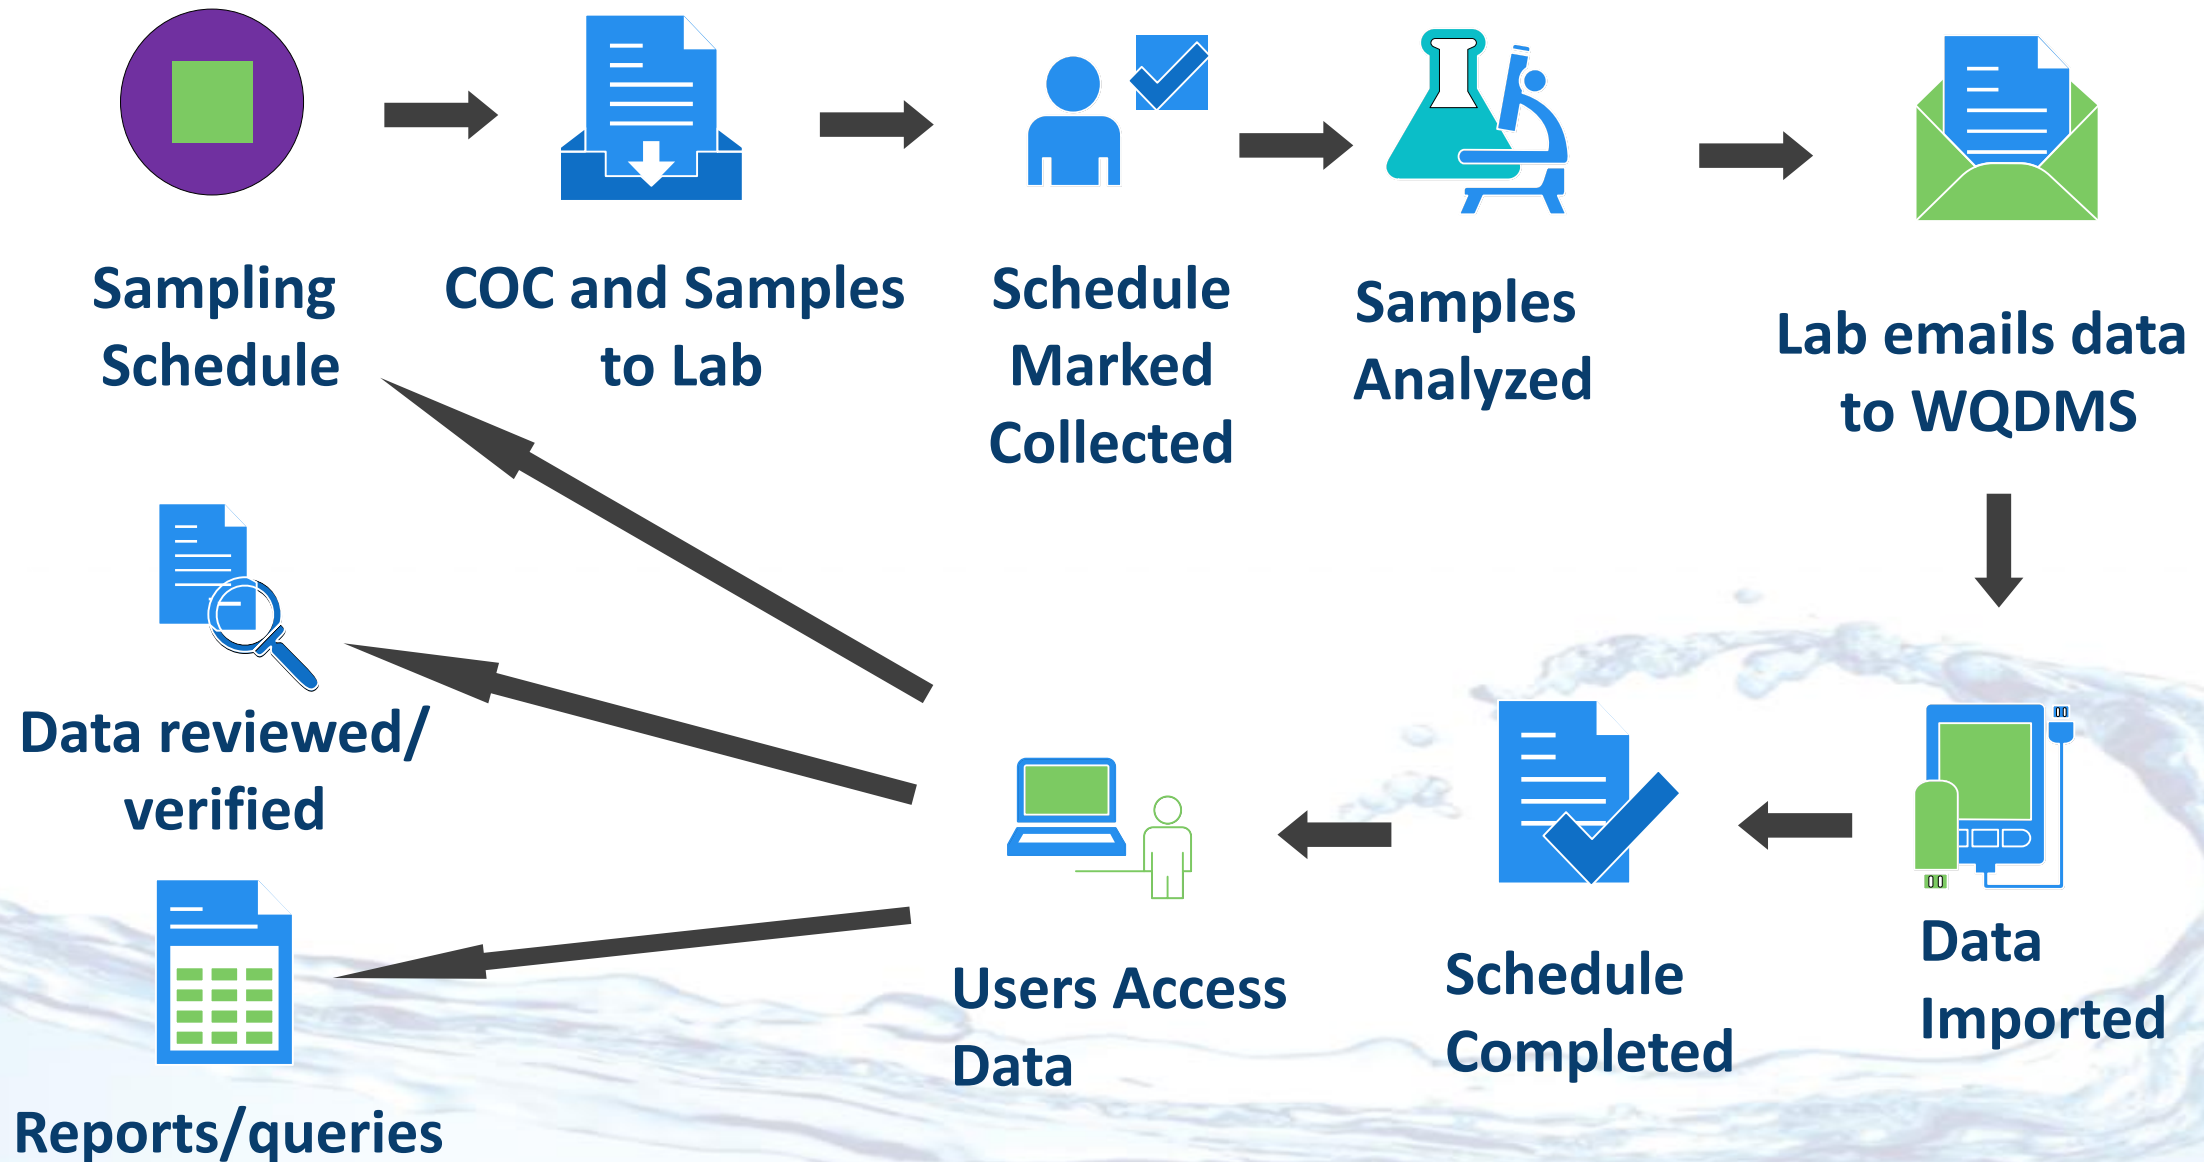 Sampling
Schedule
COC and Samples
to Lab
Schedule
Marked
Collected
Samples
Analyzed
Lab emails data
to WQDMS
Data reviewed/
verified
Users Access
Data
Schedule
Completed
Data
Imported
Reports/queries